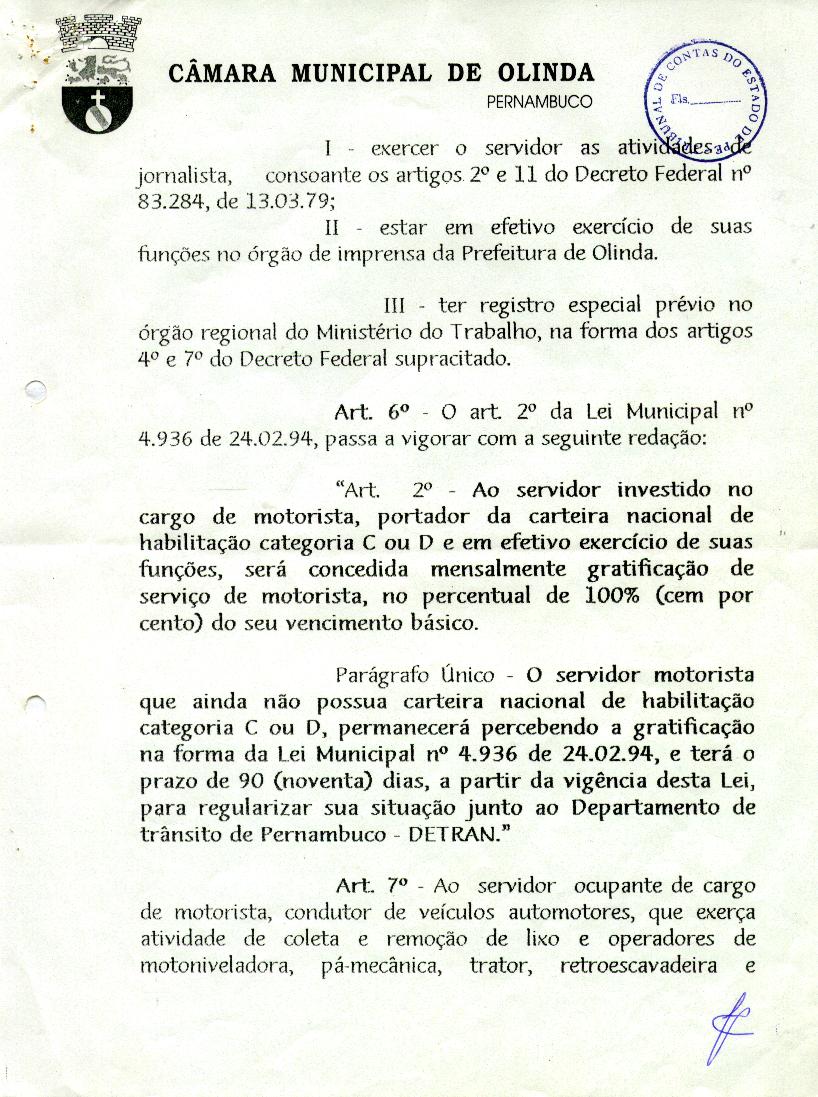 CÂMARA MUNICIPAL DE OLINDA
PERNAMBUCO
TRIBUNAL DE CONTAS DO ESTADO DE PE
Fls.
I - exercer o servidor as atividades de
jornalista, consoante os artigos 2º e 11 do Decreto Federal nº
83.284, de 13.03.79;
II - estar em efetivo exercício de suas
funções no órgão de imprensa da Prefeitura de Olinda.
III - ter registro especial prévio no
órgão regional do Ministério do Trabalho, na forma dos artigos
4º e 7º do Decreto Federal supracitado.
Art. 6º - O art. 2º da Lei Municipal nº
4.936 de 24.02.94, passa a vigorar com a seguinte redação:
“Art. 2º - Ao servidor investido no
cargo de motorista, portador da carteira nacional de
habilitação categoria C ou D e em efetivo exercício de suas
funções, será concedida mensalmente gratificação de
serviço de motorista, no percentual de 100% (cem por
cento) do seu vencimento básico.
Parágrafo Único - O servidor motorista
que ainda não possua carteira nacional de habilitação
categoria C ou D, permanecerá percebendo a gratificação
na forma da Lei Municipal nº 4.936 de 24.02.94, e terá o
prazo de 90 (noventa) dias, a partir da vigência desta Lei,
para regularizar sua situação junto ao Departamento de
trânsito de Pernambuco - DETRAN.”
Art. 7º - Ao servidor ocupante de cargo
de motorista, condutor de veículos automotores, que exerça
atividade de coleta e remoção de lixo e operadores de
motoniveladora, pá-mecânica, trator, retroescavadeira e